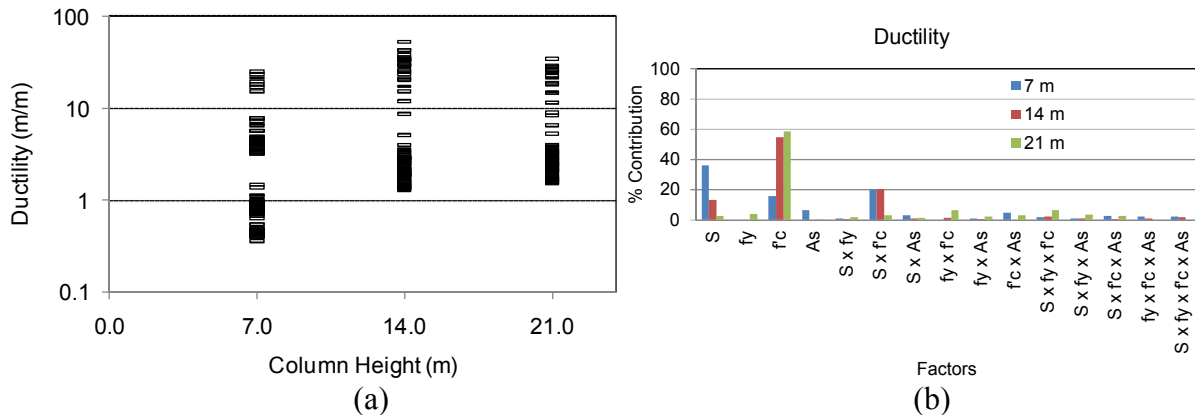 100
10
1
0.1
Ductility (m/m)
0.0
7.0
14.0
21.0
Column Height (m)
(a)
Ductility
100
80
60
40
20
0
% Contribution
7 m
14 m
21 m
S
fy
f'c
As
S x fy
S x f'c
S x As
fy x f'c
fy x As
f'c x As
S x fy x f'c
S x fy x As
S x f'c x As
fy x f'c x As
S x fy x f'c x As
Factors
(b)